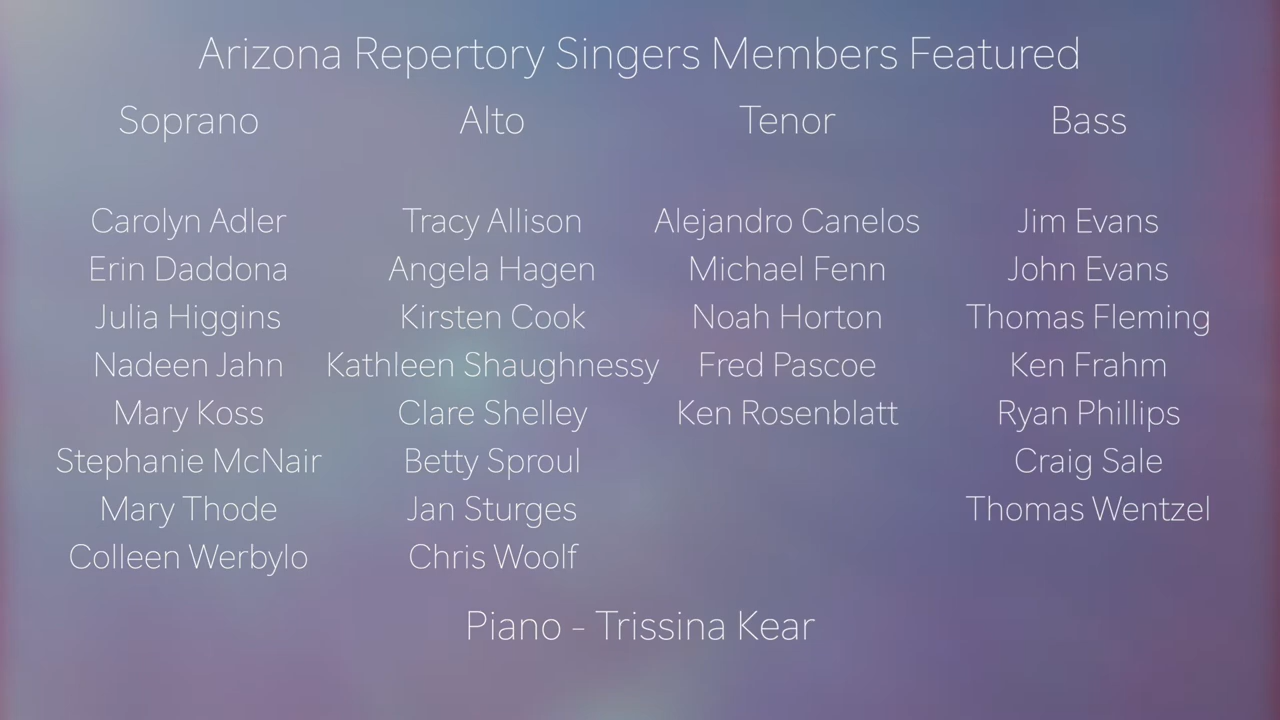 Arizona Repertory Singers Members Featured
Soprano Alto Tenor Bass
Carolyn Adler Tracy Allison Alejandro Canelos Jim Evans
Erin Daddona Angela Hagen Michael Fenn John Evans
Julia Higgins Kirsten Cook Noah Horton Thomas Fleming
Nadeen Jahn Kathleen Shaughnessy Fred Pascoe Ken Frahm
Mary Koss Clare Shelley Ken Rosenblatt Ryan Phillips
Stephanie McNair Betty Sproul Craig Sale
Mary Thode Jan Sturges Thomas Wentzel
Colleen Werbylo Chris Woolf
Piano - Trissina Kear